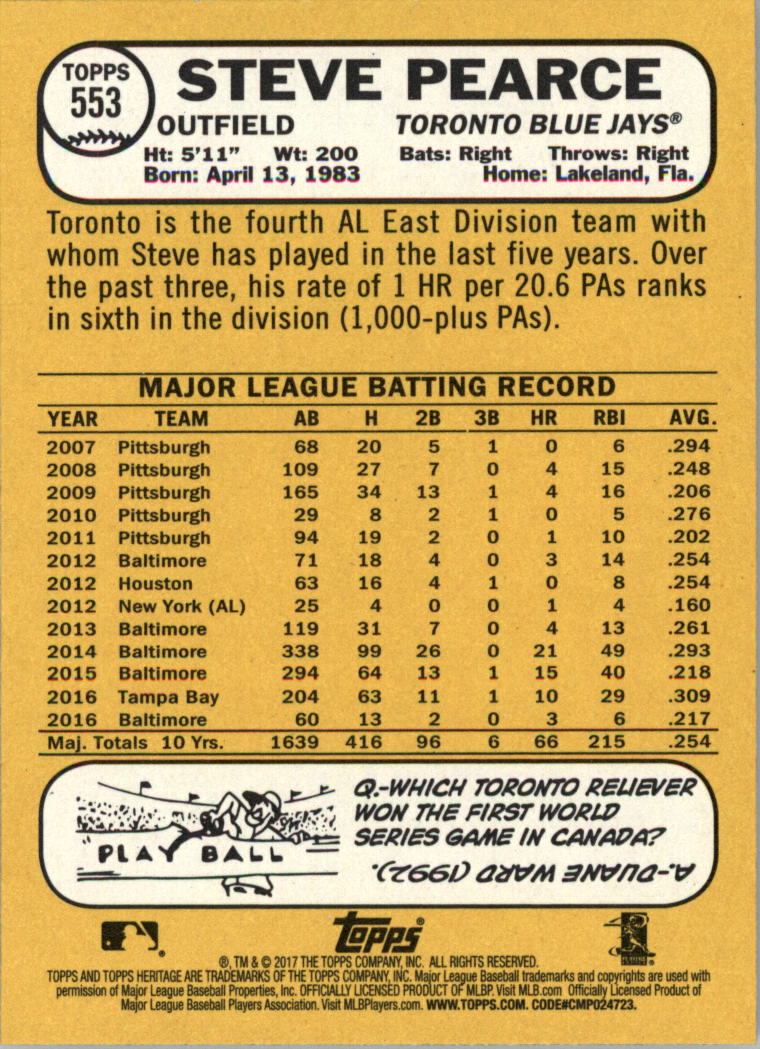 TOPPS
553
STEVE PEARCE
OUTFIELD TORONTO BLUE JAYS®
Ht: 5'11" Wt: 200 Bats: Right Throws: Right
Born: April 13, 1983 Home: Lakeland, Fla.
Toronto is the fourth AL East Division team with
whom Steve has played in the last five years. Over
the past three, his rate of 1 HR per 20.6 PAs ranks
in sixth in the division (1,000-plus PAs).
MAJOR LEAGUE BATTING RECORD
YEAR TEAM AB H 2B 3B HR RBI AVG.
2007 Pittsburgh 68 20 5 1 0 6 .294
2008 Pittsburgh 109 27 7 0 4 15 .248
2009 Pittsburgh 165 34 13 1 4 16 .206
2010 Pittsburgh 29 8 2 1 0 5 .276
2011 Pittsburgh 94 19 2 0 1 10 .202
2012 Baltimore 71 18 4 0 3 14 .254
2012 Houston 63 16 4 1 0 8 .254
2012 New York (AL) 25 4 0 0 1 4 .160
2013 Baltimore 119 31 7 0 4 13 .261
2014 Baltimore 338 99 26 0 21 49 .293
2015 Baltimore 294 64 13 1 15 40 .218
2016 Tampa Bay 204 63 11 1 10 29 .309
2016 Baltimore 60 13 2 0 3 6 .217
Maj. Totals 10 Yrs. 1639 416 96 6 66 215 .254
Q.-WHICH TORONTO RELIEVER
WON THE FIRST WORLD
SERIES GAME IN CANADA?
A.-DUANE WARD (1992).
PLAY BALL
topps®
®, TM & © 2017 THE TOPPS COMPANY, INC. ALL RIGHTS RESERVED.
TOPPS AND TOPPS HERITAGE ARE TRADEMARKS OF THE TOPPS COMPANY, INC. Major League Baseball trademarks and copyrights are used with
permission of Major League Baseball Properties, Inc. OFFICIALLY LICENSED PRODUCT OF MLBP. Visit MLB.com Officially Licensed Product of
Major League Baseball Players Association. Visit MLBPlayers.com. WWW.TOPPS.COM. CODE#CMP024723.